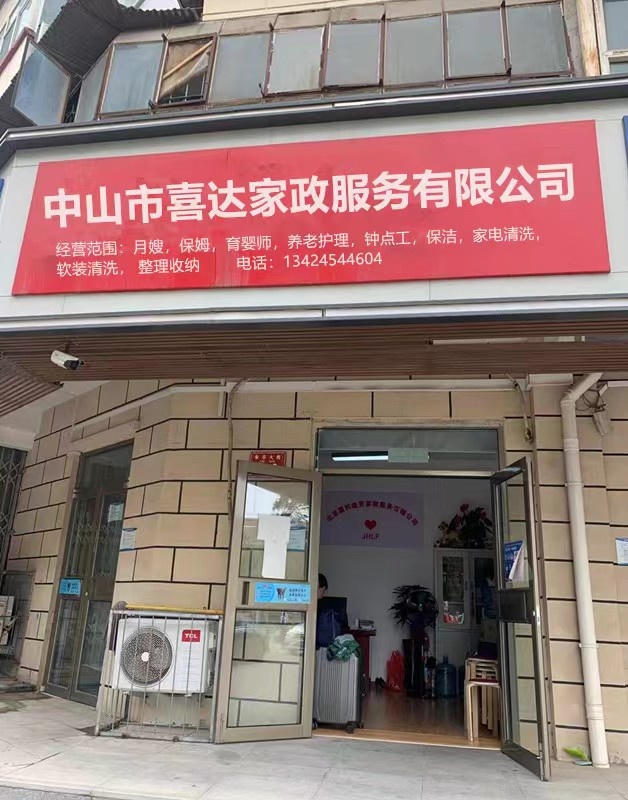 中山市喜达家政服务有限公司
经营范围：月嫂，保姆，育婴师，养老护理，钟点工，保洁，家电清洗，
软装清洗， 整理收纳 电话：13424544604
JHLF
TCL